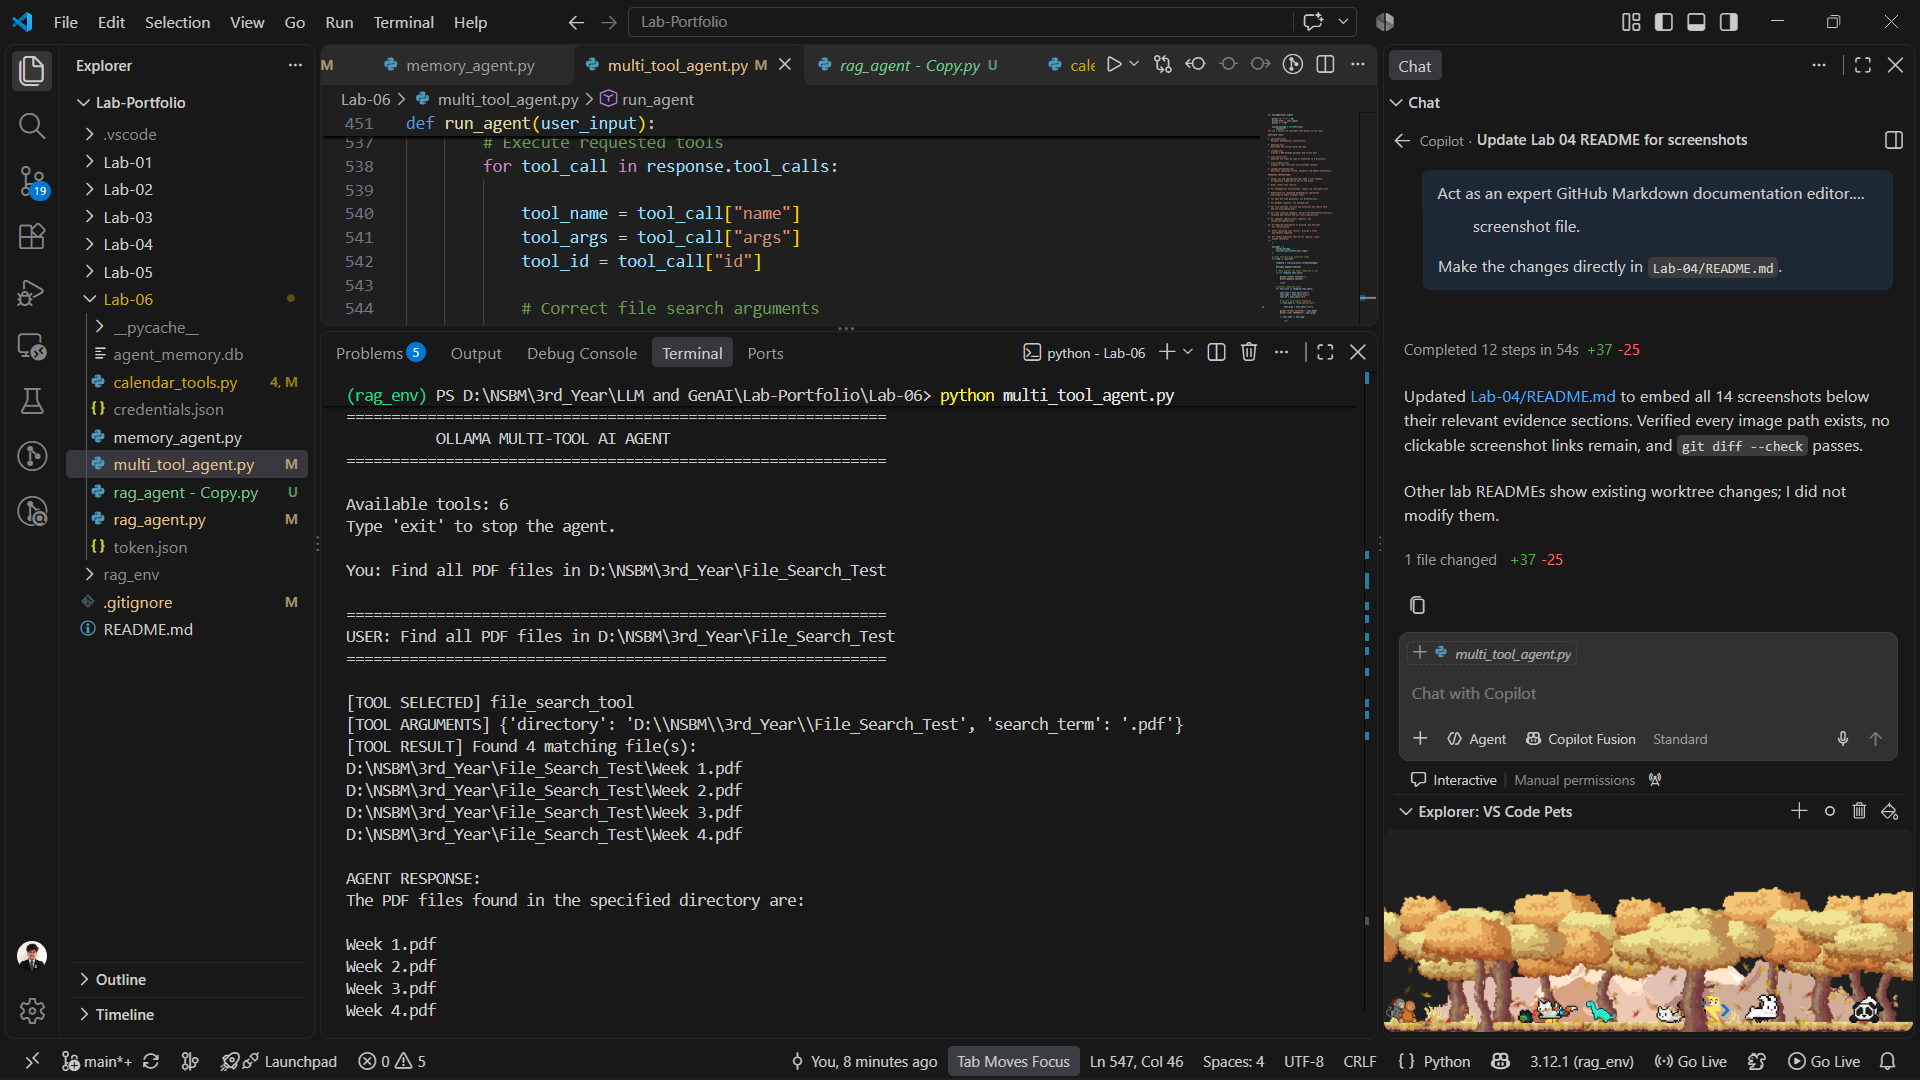 File Edit Selection View Go Run Terminal Help
Lab-Portfolio
Explorer
Lab-Portfolio
.vscode
Lab-01
Lab-02
Lab-03
Lab-04
Lab-05
Lab-06
__pycache__
agent_memory.db
calendar_tools.py 4, M
credentials.json
memory_agent.py
multi_tool_agent.py M
rag_agent - Copy.py U
rag_agent.py M
token.json
rag_env
.gitignore M
README.md
Outline
Timeline
19
M memory_agent.py multi_tool_agent.py M rag_agent - Copy.py U cale
Lab-06 > multi_tool_agent.py > run_agent
451 def run_agent(user_input):
537 # Execute requested tools
538 for tool_call in response.tool_calls:
539
540 tool_name = tool_call["name"]
541 tool_args = tool_call["args"]
542 tool_id = tool_call["id"]
543
544 # Correct file search arguments
Problems 5 Output Debug Console Terminal Ports
python - Lab-06
(rag_env) PS D:\NSBM\3rd_Year\LLM and GenAI\Lab-Portfolio\Lab-06> python multi_tool_agent.py
============================================================
OLLAMA MULTI-TOOL AI AGENT
============================================================
Available tools: 6
Type 'exit' to stop the agent.
You: Find all PDF files in D:\NSBM\3rd_Year\File_Search_Test
============================================================
USER: Find all PDF files in D:\NSBM\3rd_Year\File_Search_Test
============================================================
[TOOL SELECTED] file_search_tool
[TOOL ARGUMENTS] {'directory': 'D:\\NSBM\\3rd_Year\\File_Search_Test', 'search_term': '.pdf'}
[TOOL RESULT] Found 4 matching file(s):
D:\NSBM\3rd_Year\File_Search_Test\Week 1.pdf
D:\NSBM\3rd_Year\File_Search_Test\Week 2.pdf
D:\NSBM\3rd_Year\File_Search_Test\Week 3.pdf
D:\NSBM\3rd_Year\File_Search_Test\Week 4.pdf
AGENT RESPONSE:
The PDF files found in the specified directory are:
Week 1.pdf
Week 2.pdf
Week 3.pdf
Week 4.pdf
Chat
Chat
Copilot · Update Lab 04 README for screenshots
Act as an expert GitHub Markdown documentation editor....
screenshot file.
Make the changes directly in Lab-04/README.md.
Completed 12 steps in 54s +37 -25
Updated Lab-04/README.md to embed all 14 screenshots below
their relevant evidence sections. Verified every image path exists, no
clickable screenshot links remain, and git diff --check passes.
Other lab READMEs show existing worktree changes; I did not
modify them.
1 file changed +37 -25
multi_tool_agent.py
Chat with Copilot
Agent Copilot Fusion Standard
Interactive Manual permissions
Explorer: VS Code Pets
main*+ Launchpad 0 5 You, 8 minutes ago Tab Moves Focus Ln 547, Col 46 Spaces: 4 UTF-8 CRLF { } Python 3.12.1 (rag_env) Go Live Go Live